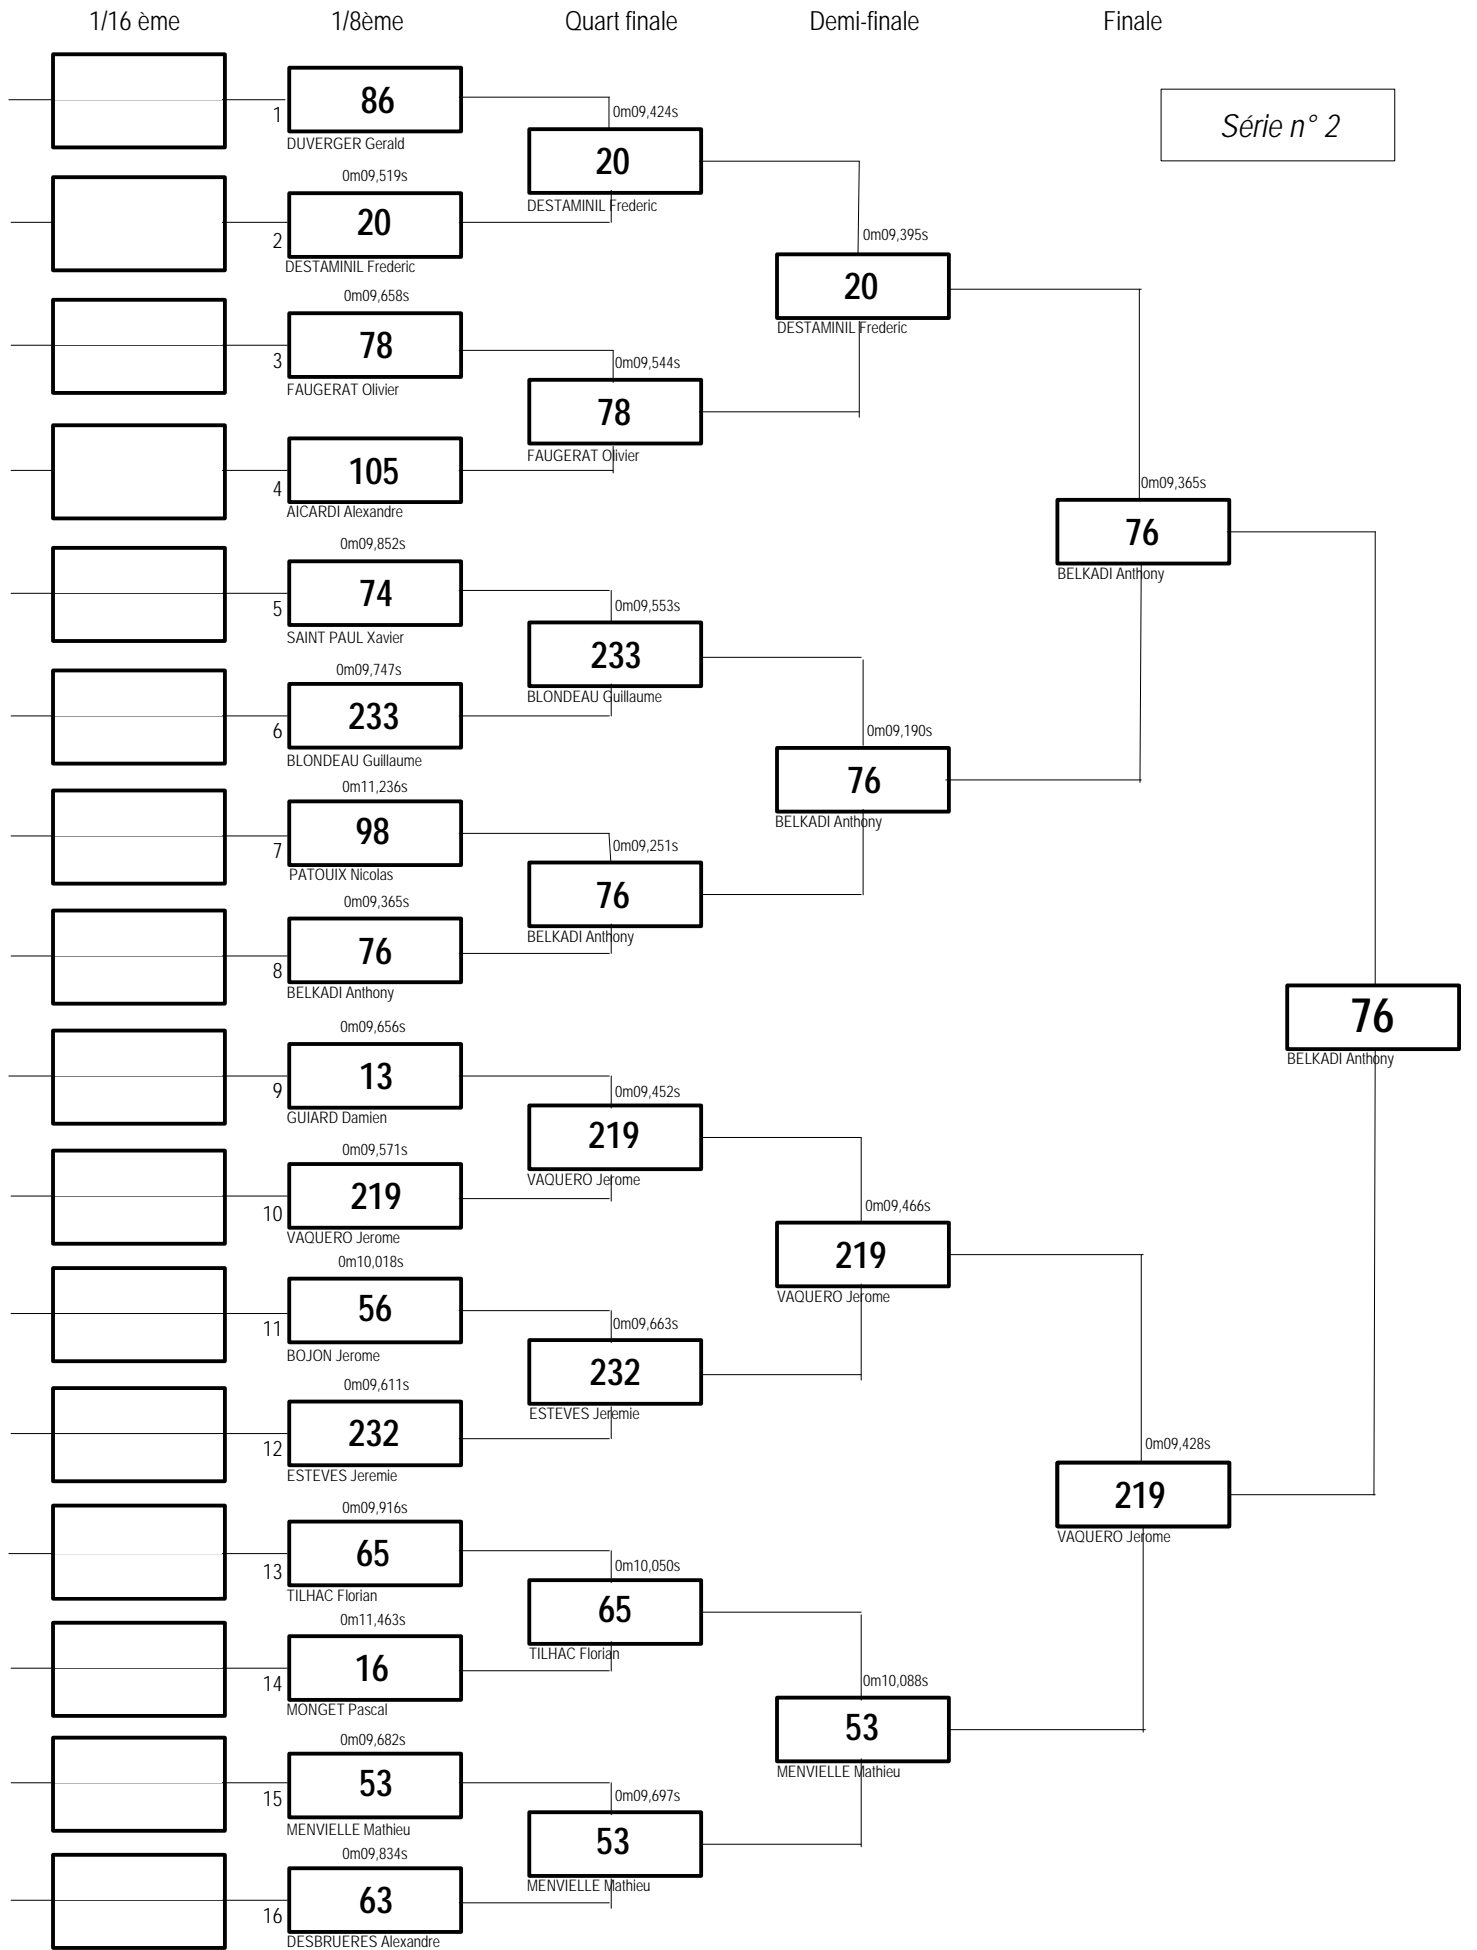 1/16 ème
1/8ème
Quart finale
Demi-finale
Finale
Série n° 2
1
86
DUVERGER Gerald
0m09,519s
2
20
DESTAMINIL Frederic
0m09,658s
3
78
FAUGERAT Olivier
4
105
AICARDI Alexandre
0m09,852s
5
74
SAINT PAUL Xavier
0m09,747s
6
233
BLONDEAU Guillaume
0m11,236s
7
98
PATOUIX Nicolas
0m09,365s
8
76
BELKADI Anthony
0m09,656s
9
13
GUIARD Damien
0m09,571s
10
219
VAQUERO Jerome
0m10,018s
11
56
BOJON Jerome
0m09,611s
12
232
ESTEVES Jeremie
0m09,916s
13
65
TILHAC Florian
0m11,463s
14
16
MONGET Pascal
0m09,682s
15
53
MENVIELLE Mathieu
0m09,834s
16
63
DESBRUERES Alexandre
0m09,424s
20
DESTAMINIL Frederic
0m09,544s
78
FAUGERAT Olivier
0m09,553s
233
BLONDEAU Guillaume
0m09,251s
76
BELKADI Anthony
0m09,452s
219
VAQUERO Jerome
0m09,663s
232
ESTEVES Jeremie
0m10,050s
65
TILHAC Florian
0m09,697s
53
MENVIELLE Mathieu
0m09,395s
20
DESTAMINIL Frederic
0m09,190s
76
BELKADI Anthony
0m09,466s
219
VAQUERO Jerome
0m10,088s
53
MENVIELLE Mathieu
0m09,365s
76
BELKADI Anthony
0m09,428s
219
VAQUERO Jerome
76
BELKADI Anthony